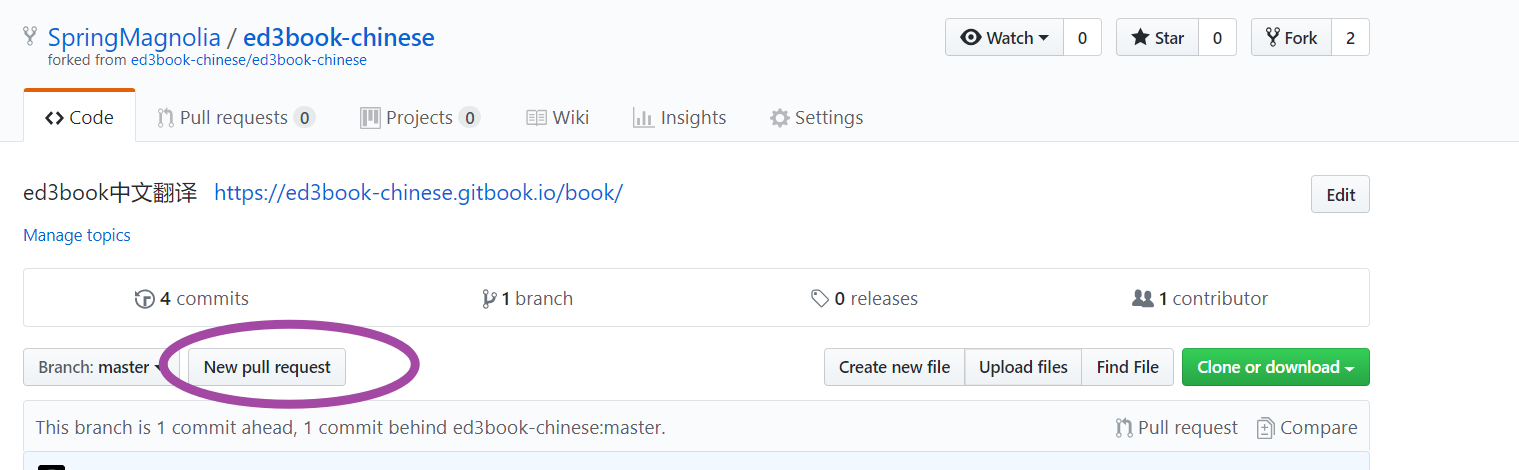 SpringMagnolia / ed3book-chinese
forked from ed3book-chinese/ed3book-chinese
Watch 0
Star 0
Fork 2
Code
Pull requests 0
Projects 0
Wiki
Insights
Settings
ed3book中文翻译 https://ed3book-chinese.gitbook.io/book/
Edit
Manage topics
4 commits
1 branch
0 releases
1 contributor
Branch: master
New pull request
Create new file
Upload files
Find File
Clone or download
This branch is 1 commit ahead, 1 commit behind ed3book-chinese:master.
Pull request
Compare